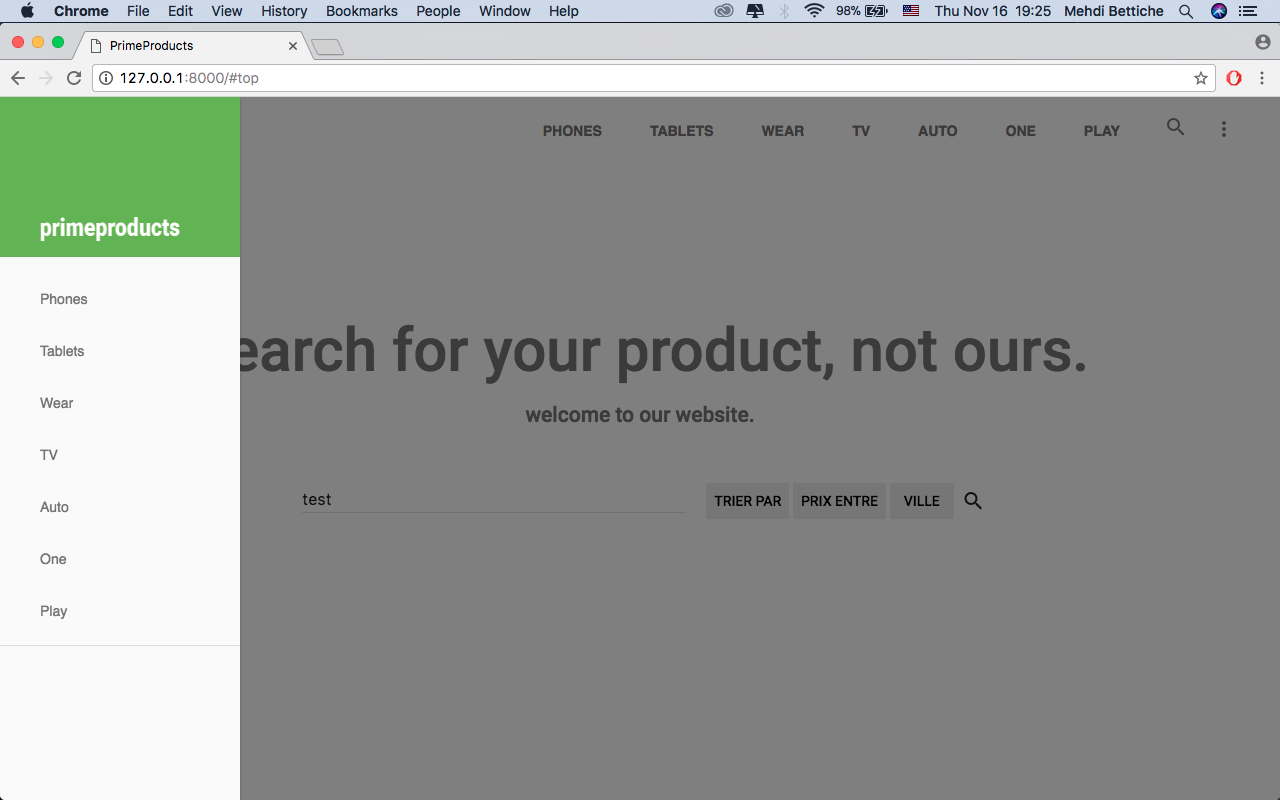 Chrome File Edit View History Bookmarks People Window Help 98% Thu Nov 16 19:25 Mehdi Bettiche
PrimeProducts
127.0.0.1:8000/#top
PHONES TABLETS WEAR TV AUTO ONE PLAY
primeproducts
Phones
Tablets
Wear
TV
Auto
One
Play
earch for your product, not ours.
welcome to our website.
test TRIER PAR PRIX ENTRE VILLE